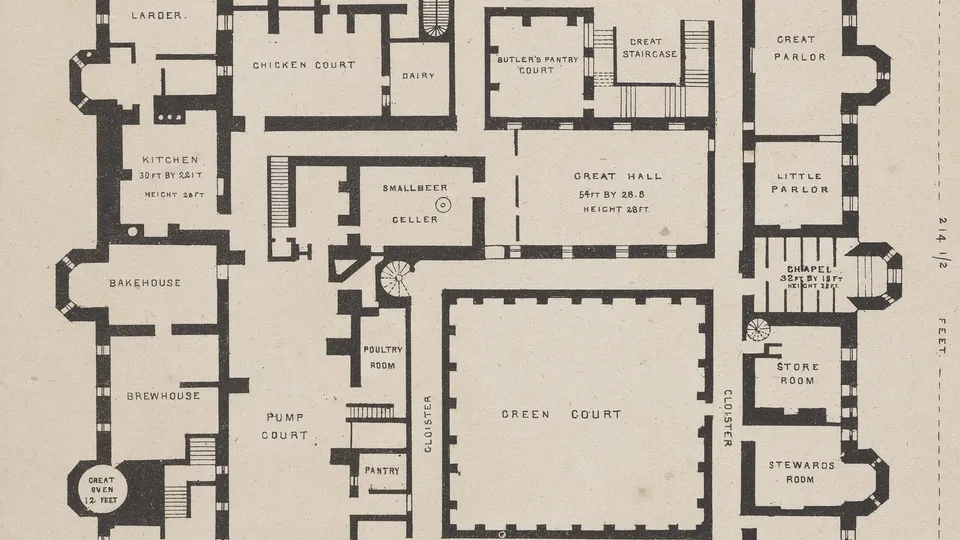 LARDER.
CHICKEN COURT
DAIRY
BUTLER'S PANTRY
COURT
GREAT
STAIRCASE
GREAT
PARLOR
KITCHEN
30 FT BY 22 1 T
HEIGHT 28 FT
SMALLBEER
CELLER
GREAT HALL
54 FT BY 28.8
HEIGHT 28 FT.
LITTLE
PARLOR
BAKEHOUSE
CHAPEL
32 FT BY 18 FT
HEIGHT 28 FT.
214 1/2 FEET.
POULTRY
ROOM
STORE
ROOM
BREWHOUSE
PUMP
COURT
CLOISTER
GREEN COURT
CLOISTER
PANTRY
STEWARDS
ROOM
GREAT
OVEN
12 FEET